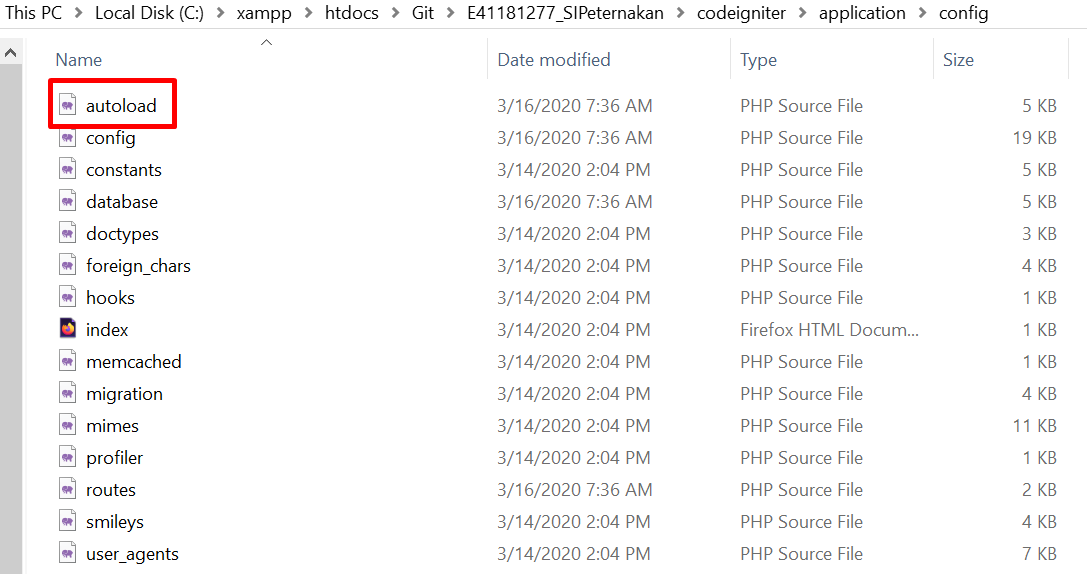 This PC > Local Disk (C:) > xampp > htdocs > Git > E41181277_SIPeternakan > codeigniter > application > config
Name Date modified Type Size
autoload 3/16/2020 7:36 AM PHP Source File 5 KB
config 3/16/2020 7:36 AM PHP Source File 19 KB
constants 3/14/2020 2:04 PM PHP Source File 5 KB
database 3/16/2020 7:36 AM PHP Source File 5 KB
doctypes 3/14/2020 2:04 PM PHP Source File 3 KB
foreign_chars 3/14/2020 2:04 PM PHP Source File 4 KB
hooks 3/14/2020 2:04 PM PHP Source File 1 KB
index 3/14/2020 2:04 PM Firefox HTML Docum... 1 KB
memcached 3/14/2020 2:04 PM PHP Source File 1 KB
migration 3/14/2020 2:04 PM PHP Source File 4 KB
mimes 3/14/2020 2:04 PM PHP Source File 11 KB
profiler 3/14/2020 2:04 PM PHP Source File 1 KB
routes 3/16/2020 7:36 AM PHP Source File 2 KB
smileys 3/14/2020 2:04 PM PHP Source File 4 KB
user_agents 3/14/2020 2:04 PM PHP Source File 7 KB